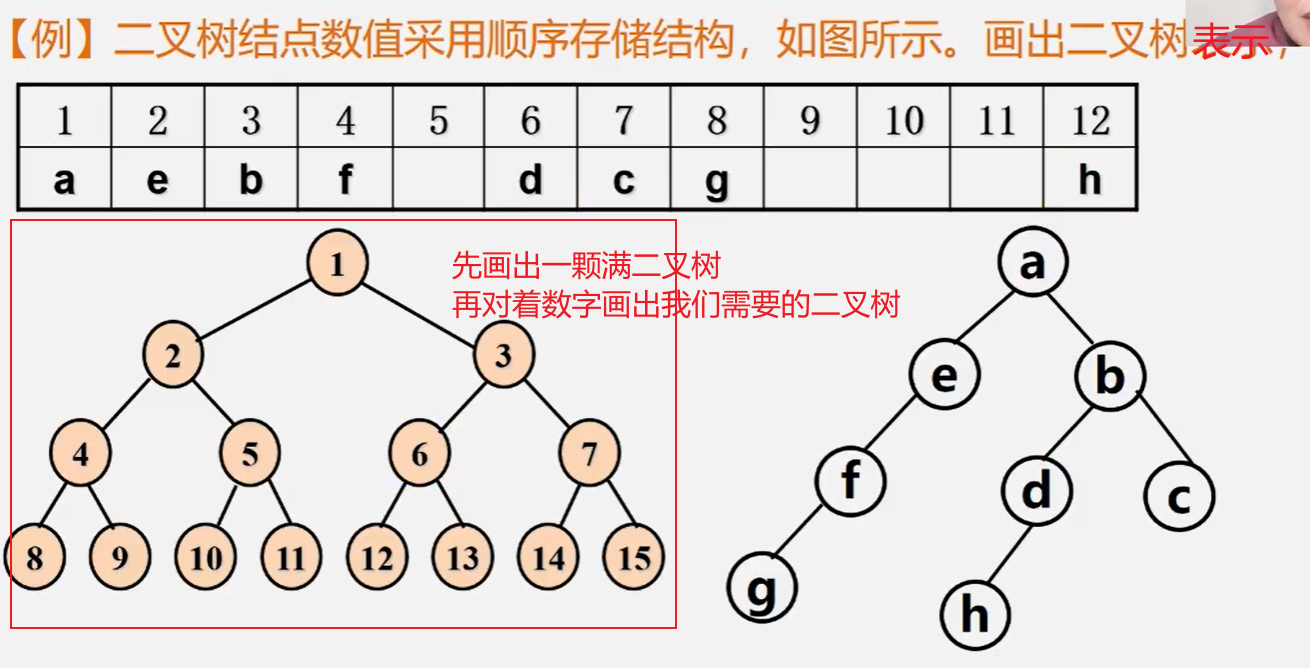 【例】二叉树结点数值采用顺序存储结构，如图所示。画出二叉树表示，
1 2 3 4 5 6 7 8 9 10 11 12
a e b f d c g h
先画出一颗满二叉树
再对着数字画出我们需要的二叉树
1
2 3
4 5 6 7
8 9 10 11 12 13 14 15
a
e b
f d c
g h